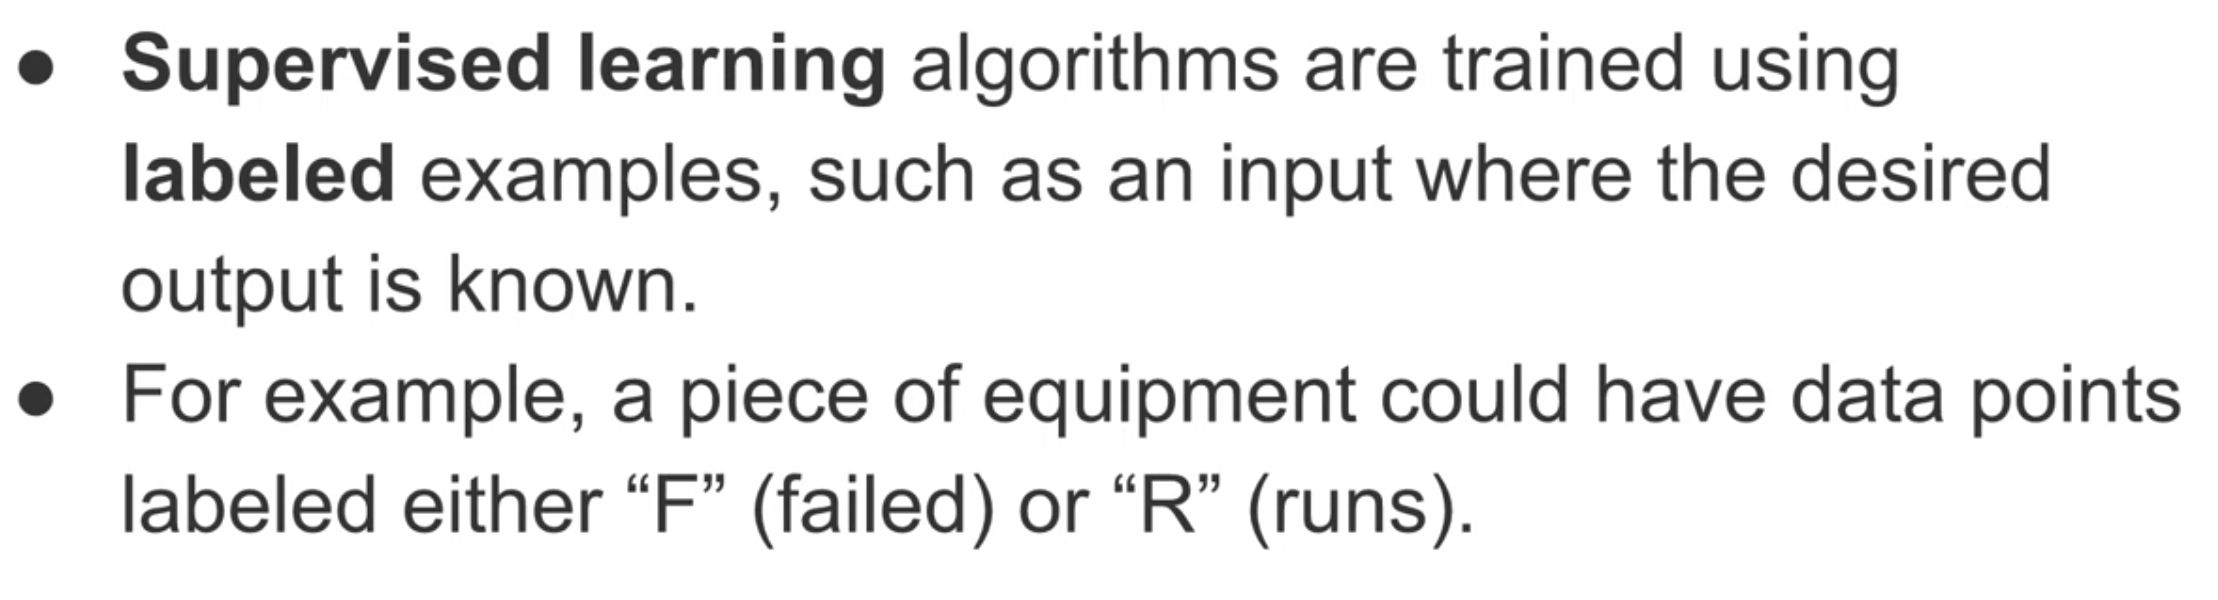 ● Supervised learning algorithms are trained using
labeled examples, such as an input where the desired
output is known.
● For example, a piece of equipment could have data points
labeled either “F” (failed) or “R” (runs).